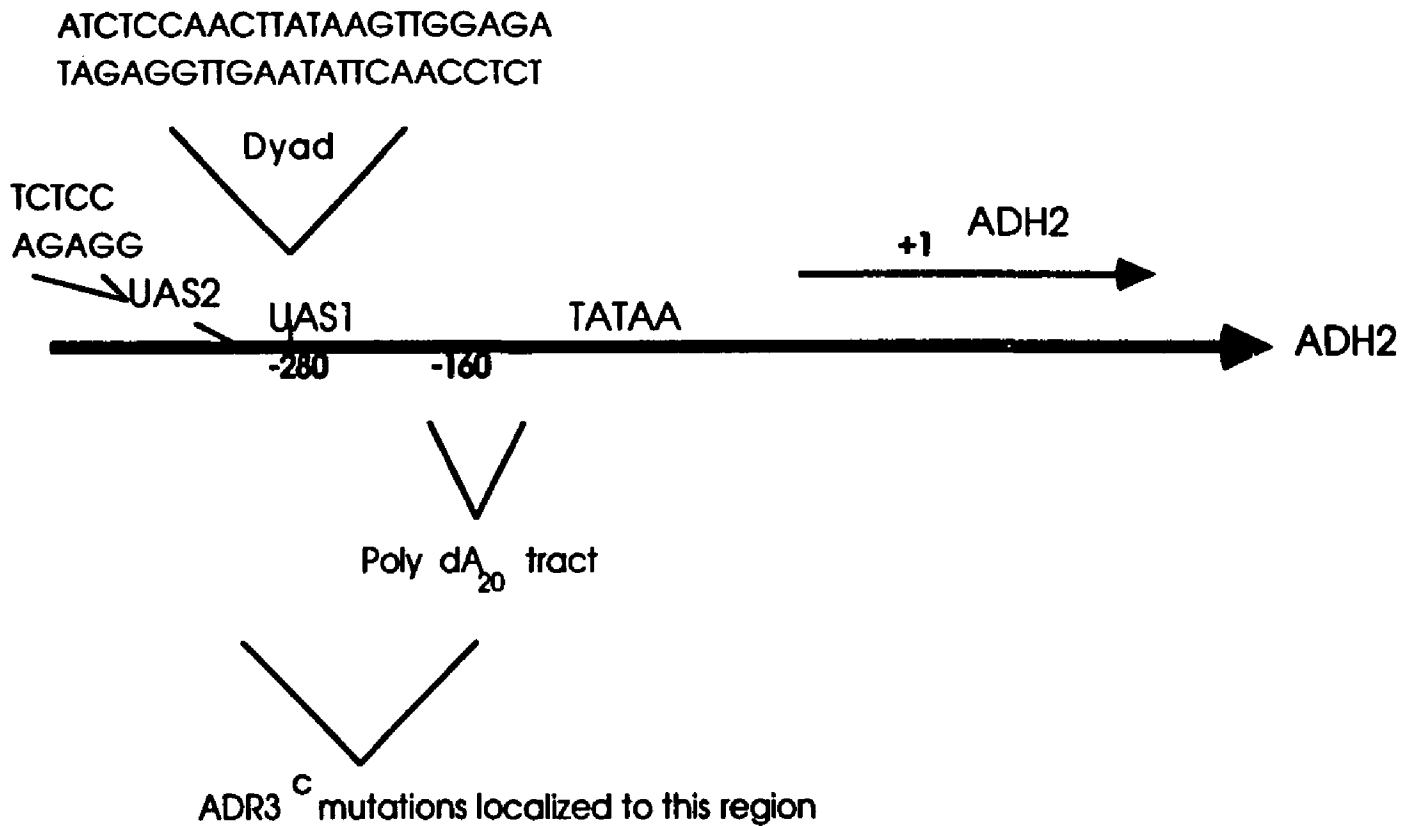 ATCTCCAACTTATAAGTTGGAGA
TAGAGGTTGAATATTCAACCTCT
Dyad
TCTCC
AGAGG
UAS2
UAS1
TATAA
+1
ADH2
ADH2
-280
-160
Poly dA20 tract
ADR3 C mutations localized to this region